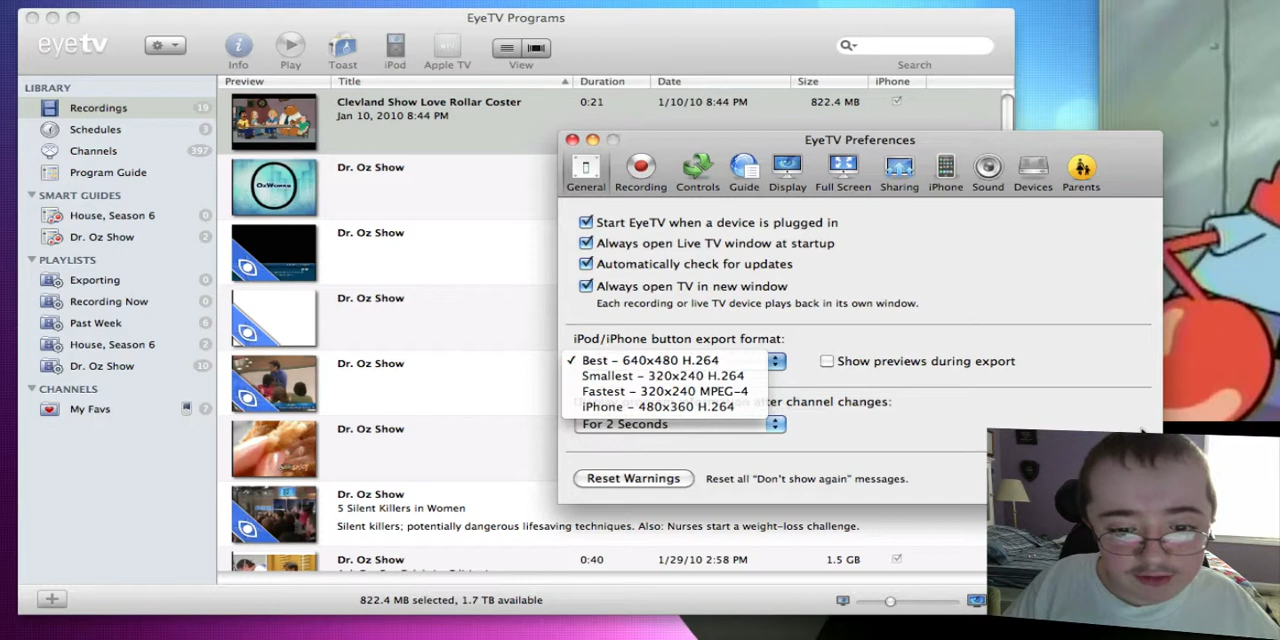 EyeTV Programs
eyetv
Info
Play
Toast
iPod
Apple TV
View
Search
LIBRARY
Recordings 19
Schedules 3
Channels 397
Program Guide
SMART GUIDES
House, Season 6 0
Dr. Oz Show 2
PLAYLISTS
Exporting 0
Recording Now 0
Past Week 6
House, Season 6 2
Dr. Oz Show 10
CHANNELS
My Favs 7
Preview Title Duration Date Size iPhone
Clevland Show Love Rollar Coster 0:21 1/10/10 8:44 PM 822.4 MB
Jan 10, 2010 8:44 PM
OzWorks
Dr. Oz Show
Dr. Oz Show
Dr. Oz Show
Dr. Oz Show
Dr. Oz Show
Dr. Oz Show
5 Silent Killers in Women
Silent killers; potentially dangerous lifesaving techniques. Also: Nurses start a weight-loss challenge.
Dr. Oz Show 0:40 1/29/10 2:58 PM 1.5 GB
822.4 MB selected, 1.7 TB available
EyeTV Preferences
General
Recording
Controls
Guide
Display
Full Screen
Sharing
iPhone
Sound
Devices
Parents
Start EyeTV when a device is plugged in
Always open Live TV window at startup
Automatically check for updates
Always open TV in new window
Each recording or live TV device plays back in its own window.
iPod/iPhone button export format:
Best – 640x480 H.264
Smallest – 320x240 H.264
Fastest – 320x240 MPEG-4
iPhone – 480x360 H.264
Show previews during export
after channel changes:
For 2 Seconds
Reset Warnings
Reset all "Don't show again" messages.